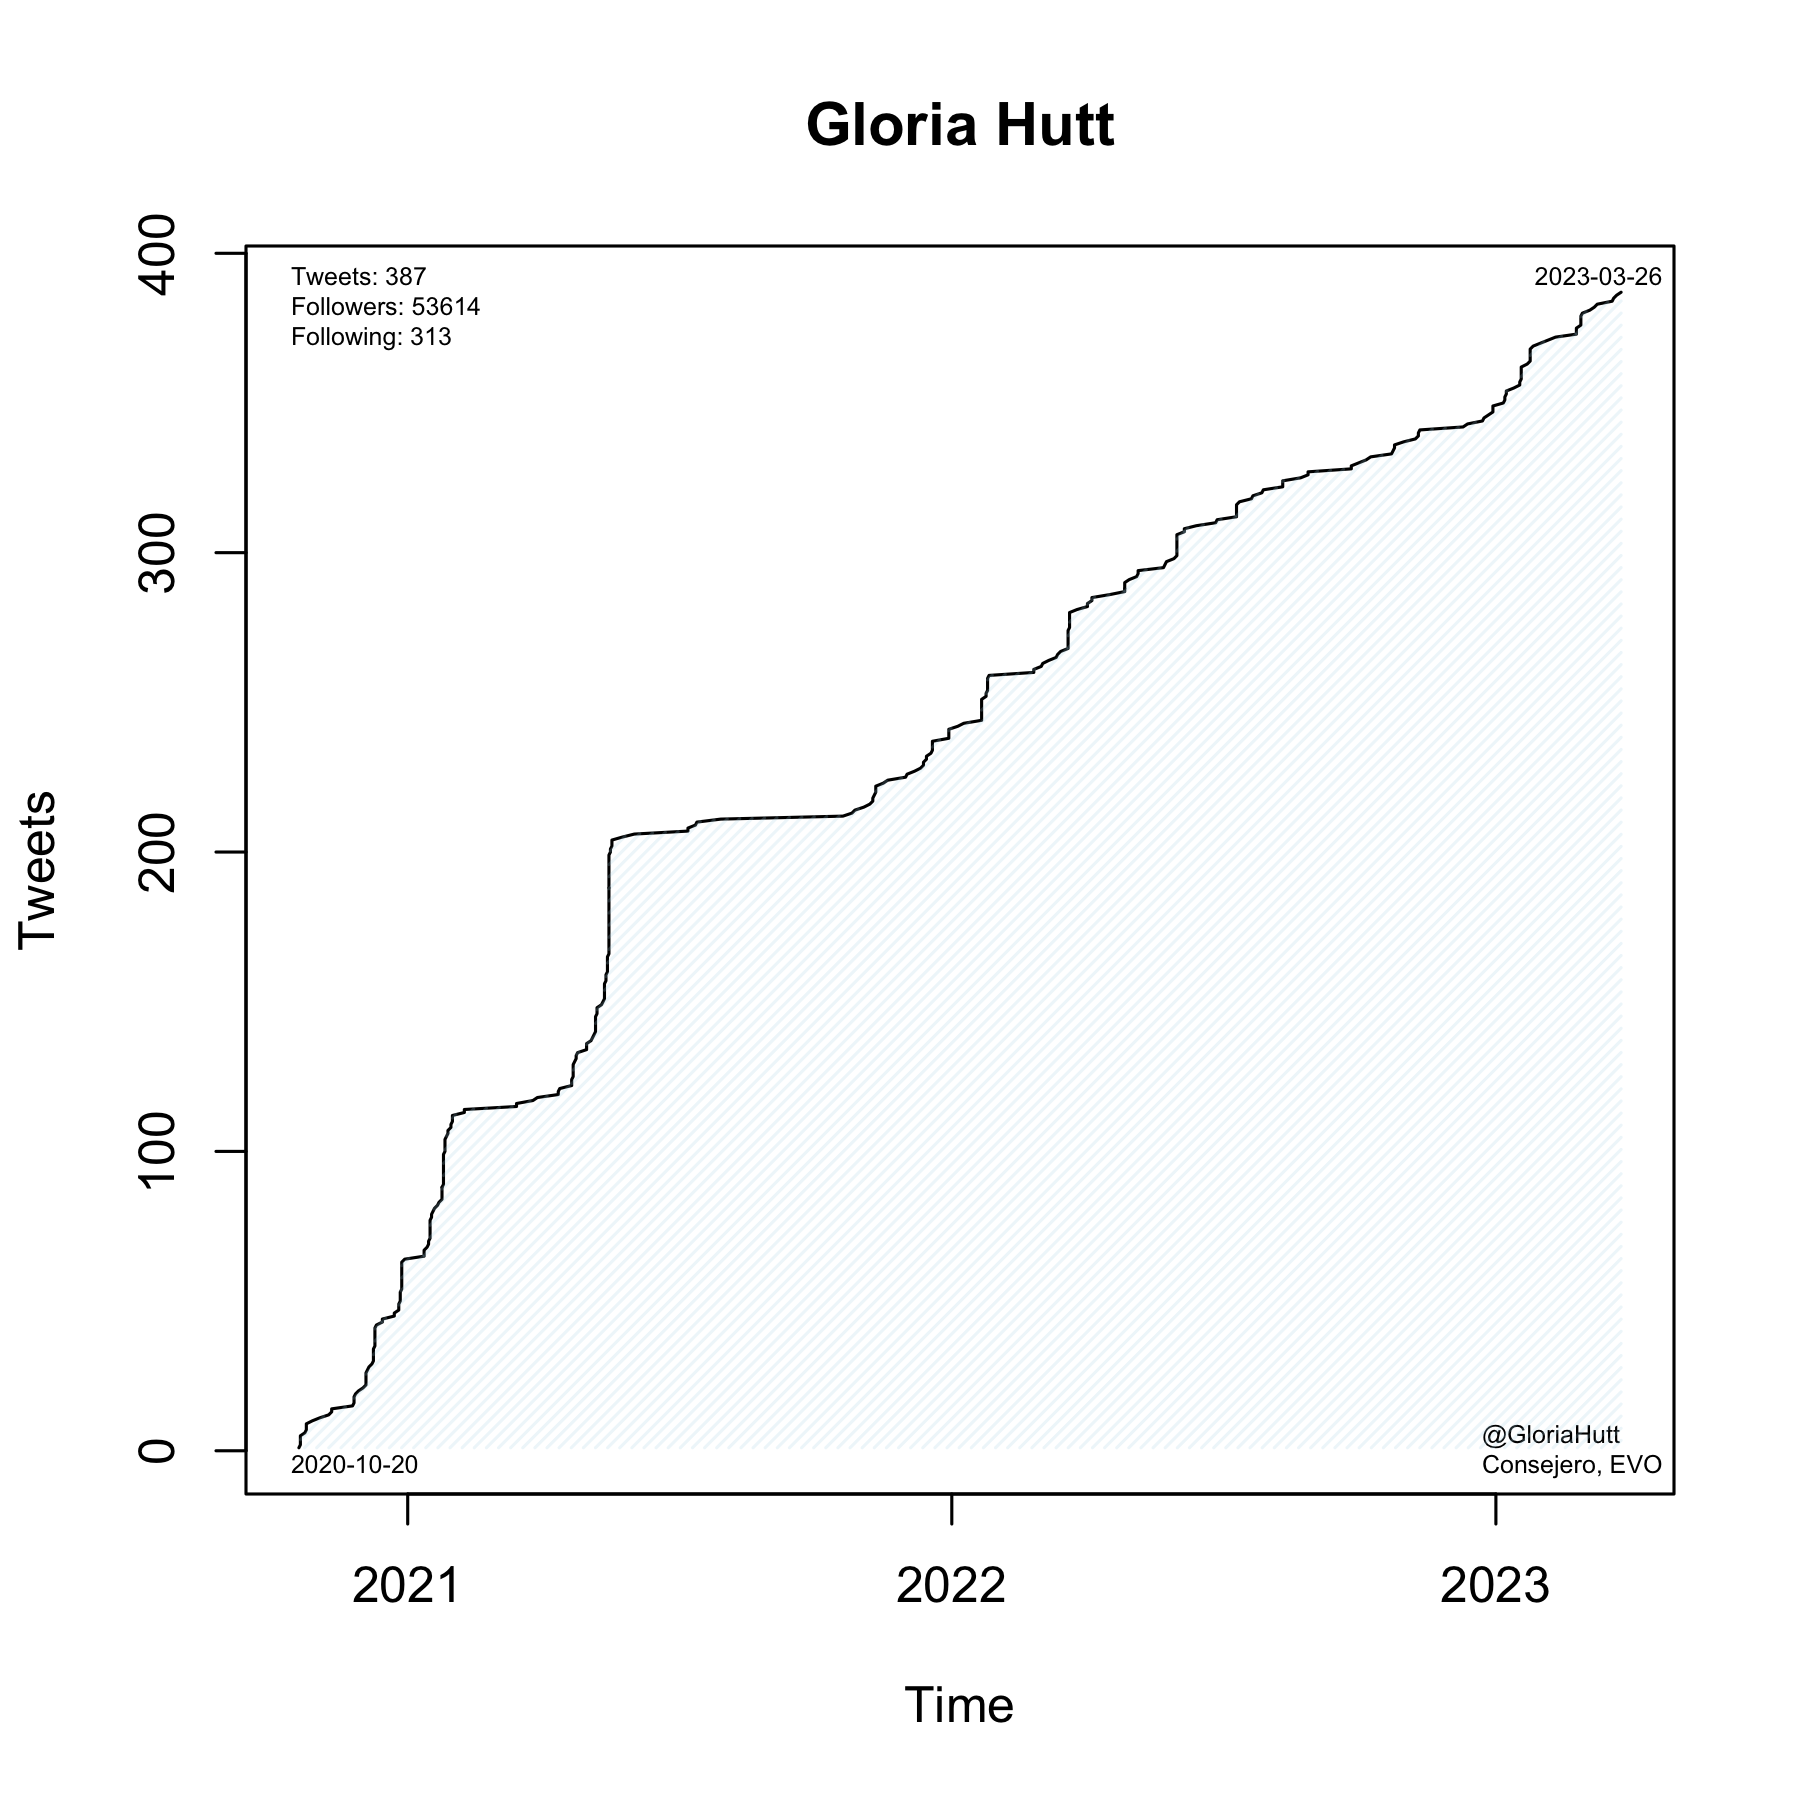 Gloria Hutt
Tweets: 387
Followers: 53614
Following: 313
2023-03-26
400
300
200
100
0
Tweets
2020-10-20
@GloriaHutt
Consejero, EVO
2021
2022
2023
Time